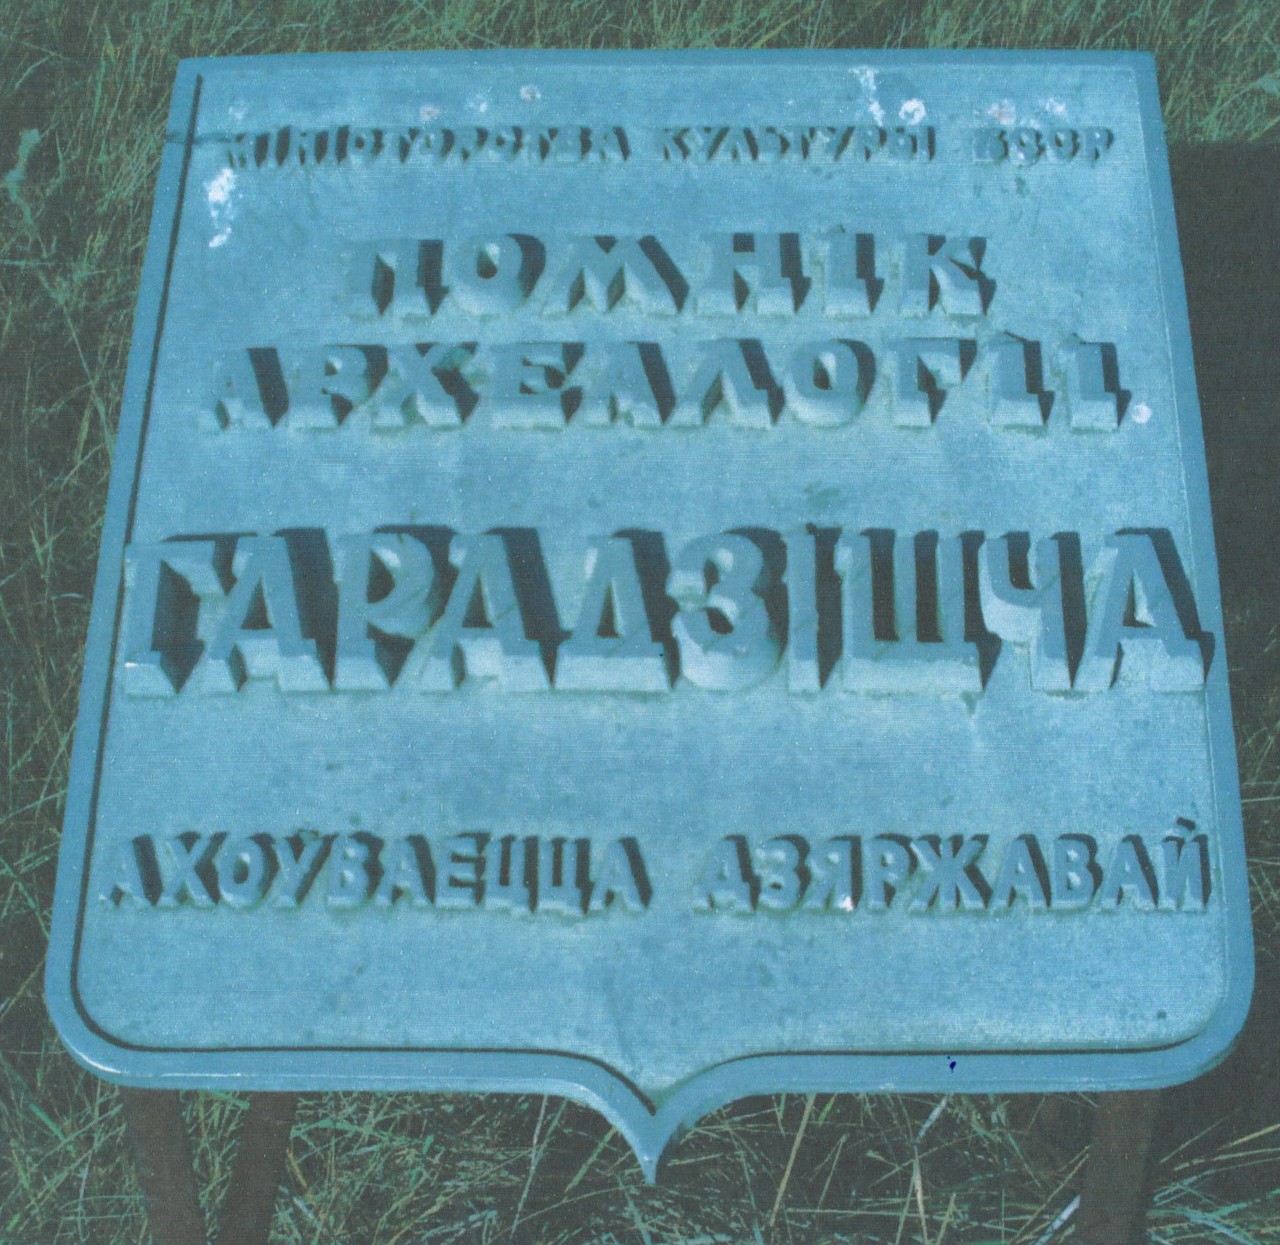 МІНІСТЭРСТВА КУЛЬТУРЫ БССР
ПОМНІК
АРХЕАЛОГІІ
ГАРАДЗІШЧА
АХОЎВАЕЦЦА ДЗЯРЖАВАЙ